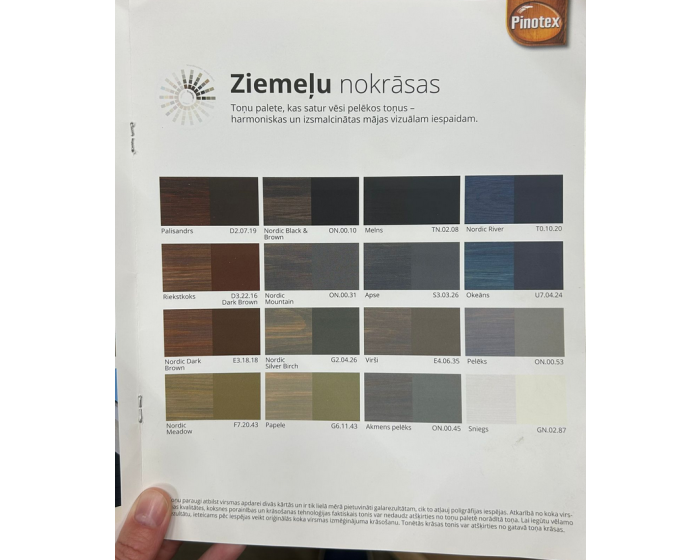 Pinotex
Ziemeļu nokrāsas
Toņu palete, kas satur vēsi pelēkos toņus –
harmoniskas un izsmalcinātas mājas vizuālam iespaidam.
Palisandrs D2.07.19
Nordic Black & ON.00.10
Brown
Melns TN.02.08
Nordic River T0.10.20
Riekstkoks D3.22.16
Dark Brown
Nordic ON.00.31
Mountain
Apse S3.03.26
Okeāns U7.04.24
Nordic Dark E3.18.18
Brown
Nordic G2.04.26
Silver Birch
Virši E4.06.35
Pelēks ON.00.53
Nordic F7.20.43
Meadow
Papele G6.11.43
Akmens pelēks ON.00.45
Sniegs GN.02.87
paraugi atbilst virsmas apdarei divās kārtās un ir tik lielā mērā pietuvināti galarezultātam, cik to atļauj poligrāfijas iespējas. Atkarībā no koka virs-
kvalitātes, koksnes porainības un krāsošanas tehnoloģijas faktiskais tonis var nedaudz atšķirties no toņu paletē norādītā toņa. Lai iegūtu vēlamo
ieteicams pēc iespējas veikt oriģinālās koka virsmas izmēģinājuma krāsošanu. Tonētās krāsas tonis var atšķirties no gatavā toņa krāsas.